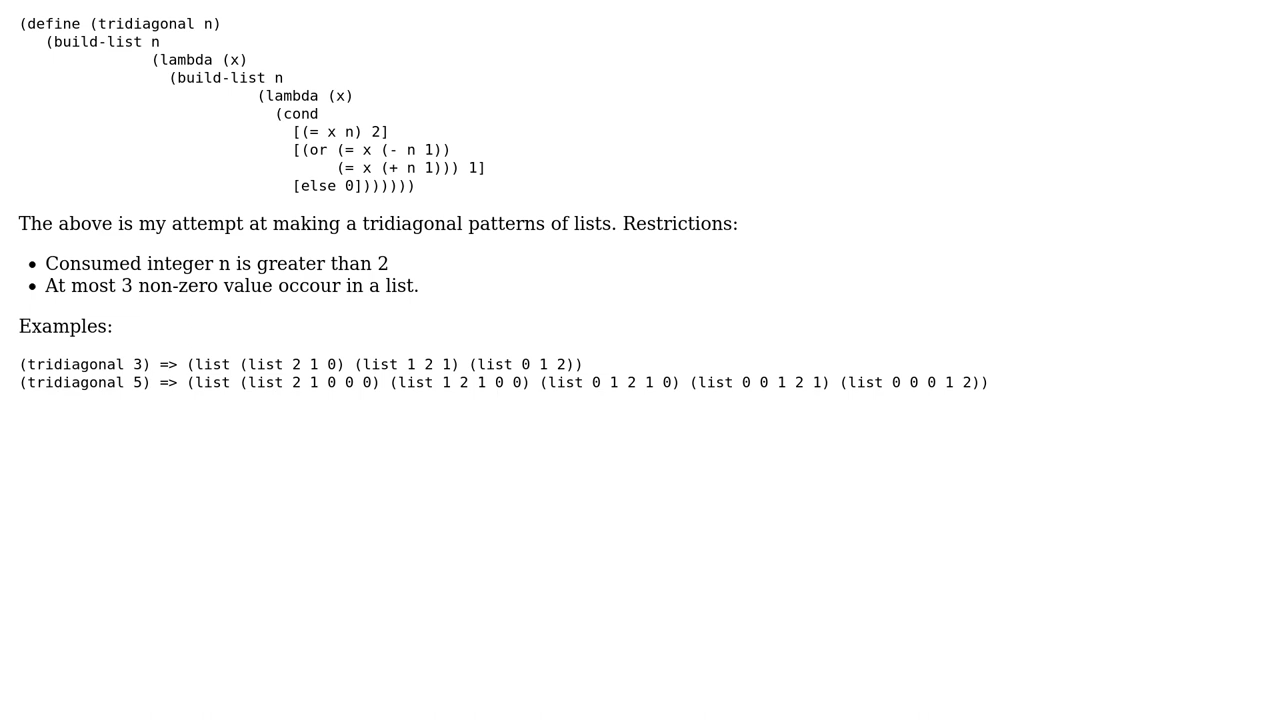 (define (tridiagonal n)
   (build-list n
               (lambda (x)
                 (build-list n
                           (lambda (x)
                             (cond
                               [(= x n) 2]
                               [(or (= x (- n 1))
                                    (= x (+ n 1))) 1]
                               [else 0])))))))
The above is my attempt at making a tridiagonal patterns of lists. Restrictions:
• Consumed integer n is greater than 2
• At most 3 non-zero value occour in a list.
Examples:
(tridiagonal 3) => (list (list 2 1 0) (list 1 2 1) (list 0 1 2))
(tridiagonal 5) => (list (list 2 1 0 0 0) (list 1 2 1 0 0) (list 0 1 2 1 0) (list 0 0 1 2 1) (list 0 0 0 1 2))